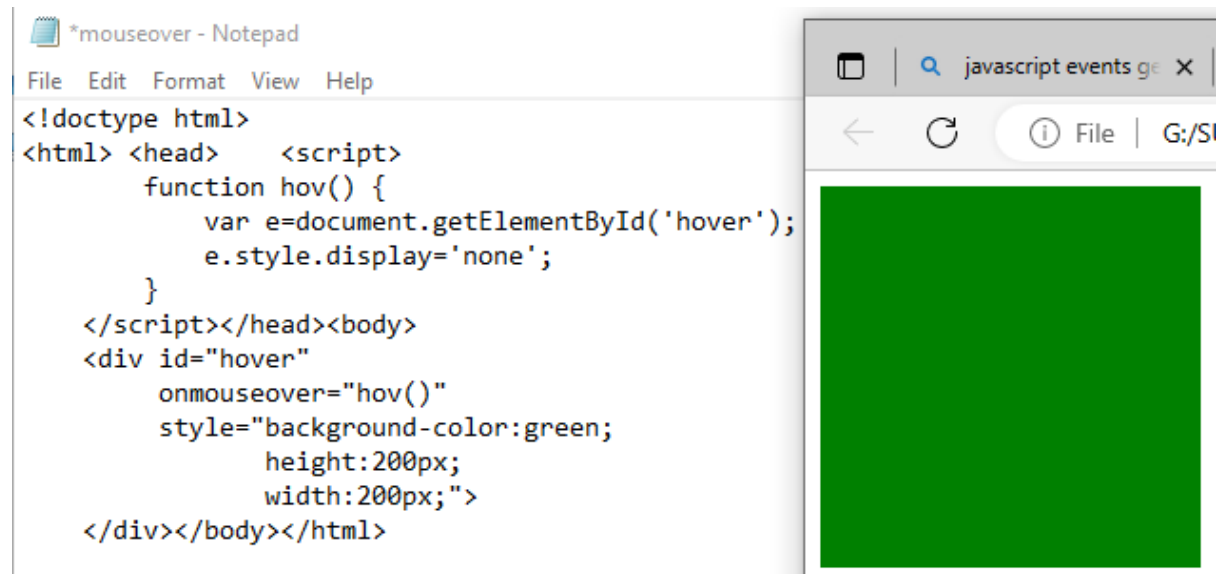 *mouseover - Notepad
File Edit Format View Help
<!doctype html>
<html> <head>    <script>
        function hov() {
            var e=document.getElementById('hover');
            e.style.display='none';
        }
    </script></head><body>
    <div id="hover"
         onmouseover="hov()"
         style="background-color:green;
                height:200px;
                width:200px;">
    </div></body></html>
javascript events ge
File | G:/SU